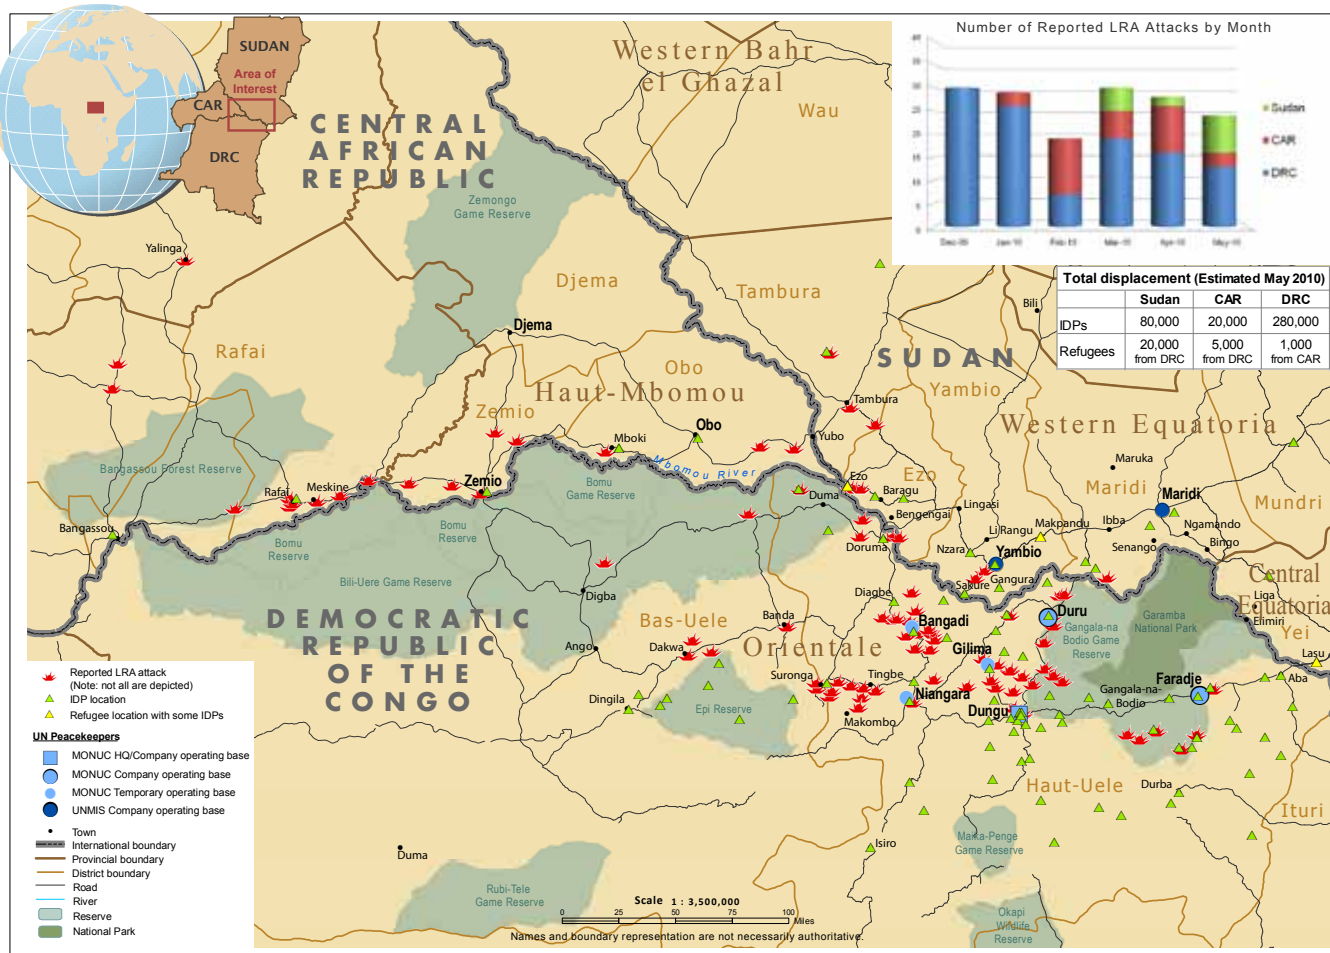 SUDAN
Area of
Interest
CAR
DRC
Number of Reported LRA Attacks by Month
Sudan
CAR
DRC
Total displacement (Estimated May 2010)
Sudan CAR DRC
IDPs 80,000 20,000 280,000
Refugees 20,000 from DRC 5,000 from DRC 1,000 from CAR
Western Bahr
el Ghazal
Wau
CENTRAL
AFRICAN
REPUBLIC
Zemongo
Game Reserve
Yalinga
Djema
Tambura
Bili
Djema
Rafai
SUDAN
Obo
Yambio
Haut-Mbomou
Tambura
Zemio
Western Equatoria
Obo
Mboki
Yubo
Mbomou River
Maruka
Bangassou Forest Reserve
Ezo
Ezo
Maridi
Zemio
Bomu
Game Reserve
Rafai
Meskine
Duma
Baragu
Maridi
Mundri
Lingasi
Bengengai
Bangassou
Li Rangu
Makpandu
Ibba
Ngamando
Bomu
Reserve
Bomu
Reserve
Doruma
Nzara
Senango
Bingo
Yambio
Bili-Uere Game Reserve
Sakure
Gangura
Central
Equatoria
Digba
Diagbe
Liga
DEMOCRATIC
REPUBLIC
OF THE
CONGO
Bas-Uele
Banda
Bangadi
Duru
Garamba
National Park
Elimiri
Gangala-na
Bodio Game
Reserve
Yei
Ango
Dakwa
Orientale
Gilima
Lasu
Suronga
Tingbe
Faradje
Aba
Dingila
Epi Reserve
Niangara
Gangala-na-
Bodio
Makombo
Dungu
Haut-Uele
Durba
Ituri
Maika-Penge
Game Reserve
Isiro
Duma
Rubi-Tele
Game Reserve
Okapi
Wildlife
Reserve
Reported LRA attack
(Note: not all are depicted)
IDP location
Refugee location with some IDPs
UN Peacekeepers
MONUC HQ/Company operating base
MONUC Company operating base
MONUC Temporary operating base
UNMIS Company operating base
Town
International boundary
Provincial boundary
District boundary
Road
River
Reserve
National Park
Scale 1 : 3,500,000
0 25 50 75 100
Miles
Names and boundary representation are not necessarily authoritative.